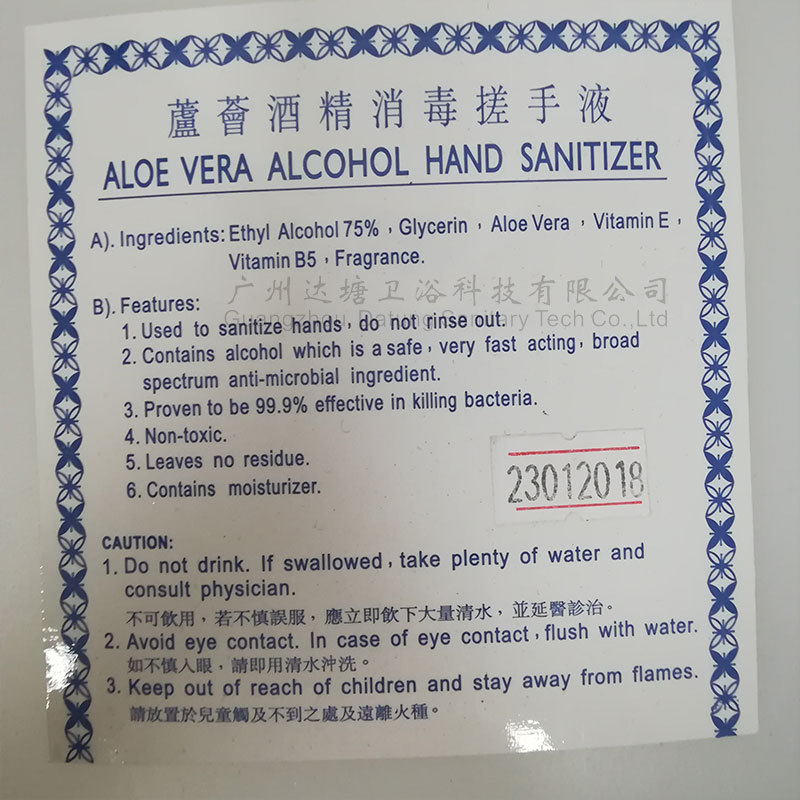 蘆薈酒精消毒搓手液
ALOE VERA ALCOHOL HAND SANITIZER
A). Ingredients: Ethyl Alcohol 75%，Glycerin，Aloe Vera，Vitamin E，
Vitamin B5，Fragrance.
广州达塘卫浴科技有限公司
B). Features:
Guangzhou Datung Sanitary Tech Co.,Ltd
1. Used to sanitize hands，do not rinse out.
2. Contains alcohol which is a safe，very fast acting，broad
spectrum anti-microbial ingredient.
3. Proven to be 99.9% effective in killing bacteria.
4. Non-toxic.
5. Leaves no residue.
6. Contains moisturizer.
23012018
CAUTION:
1. Do not drink. If swallowed，take plenty of water and
consult physician.
不可飲用，若不慎誤服，應立即飲下大量清水，並延醫診治。
2. Avoid eye contact. In case of eye contact，flush with water.
如不慎入眼，請即用清水沖洗。
3. Keep out of reach of children and stay away from flames.
請放置於兒童觸及不到之處及遠離火種。